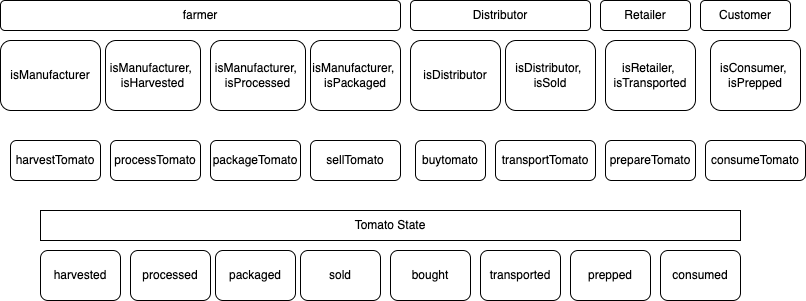 farmer
Distributor
Retailer
Customer
isManufacturer
isManufacturer,
isHarvested
isManufacturer,
isProcessed
isManufacturer,
isPackaged
isDistributor
isDistributor,
isSold
isRetailer,
isTransported
isConsumer,
isPrepped
harvestTomato
processTomato
packageTomato
sellTomato
buytomato
transportTomato
prepareTomato
consumeTomato
Tomato State
harvested
processed
packaged
sold
bought
transported
prepped
consumed